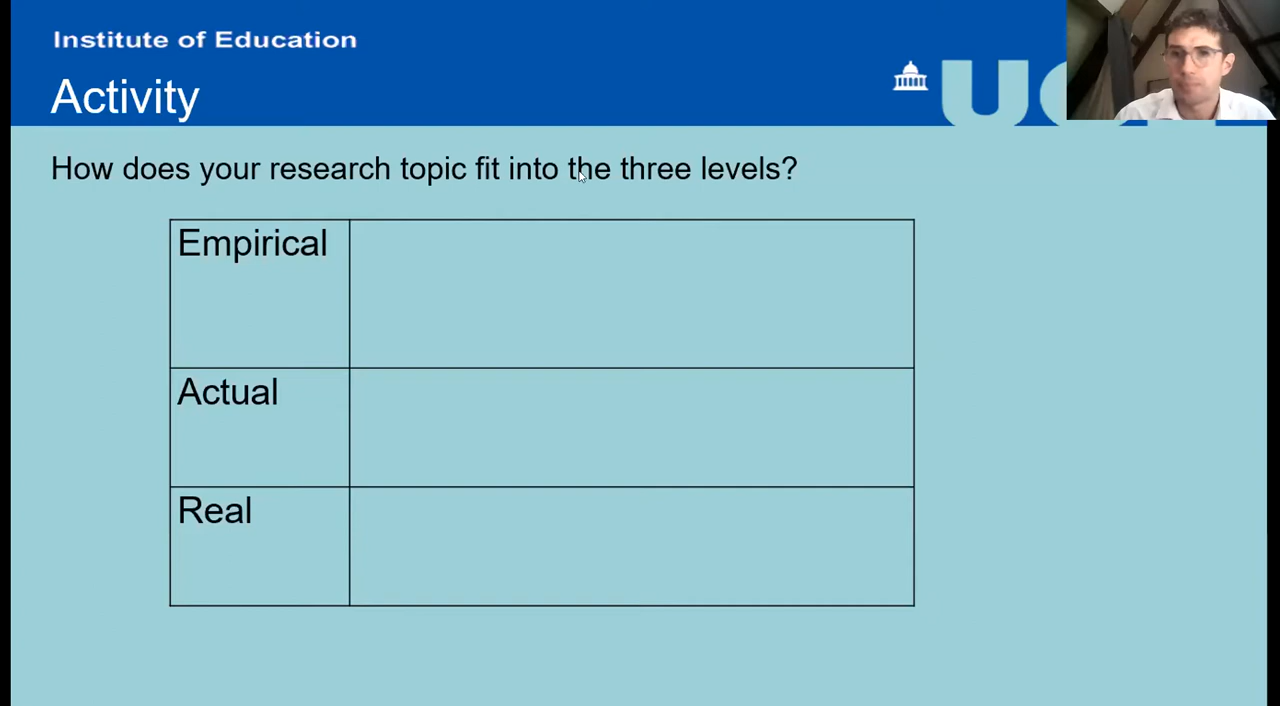 Institute of Education
Activity
How does your research topic fit into the three levels?
Empirical
Actual
Real